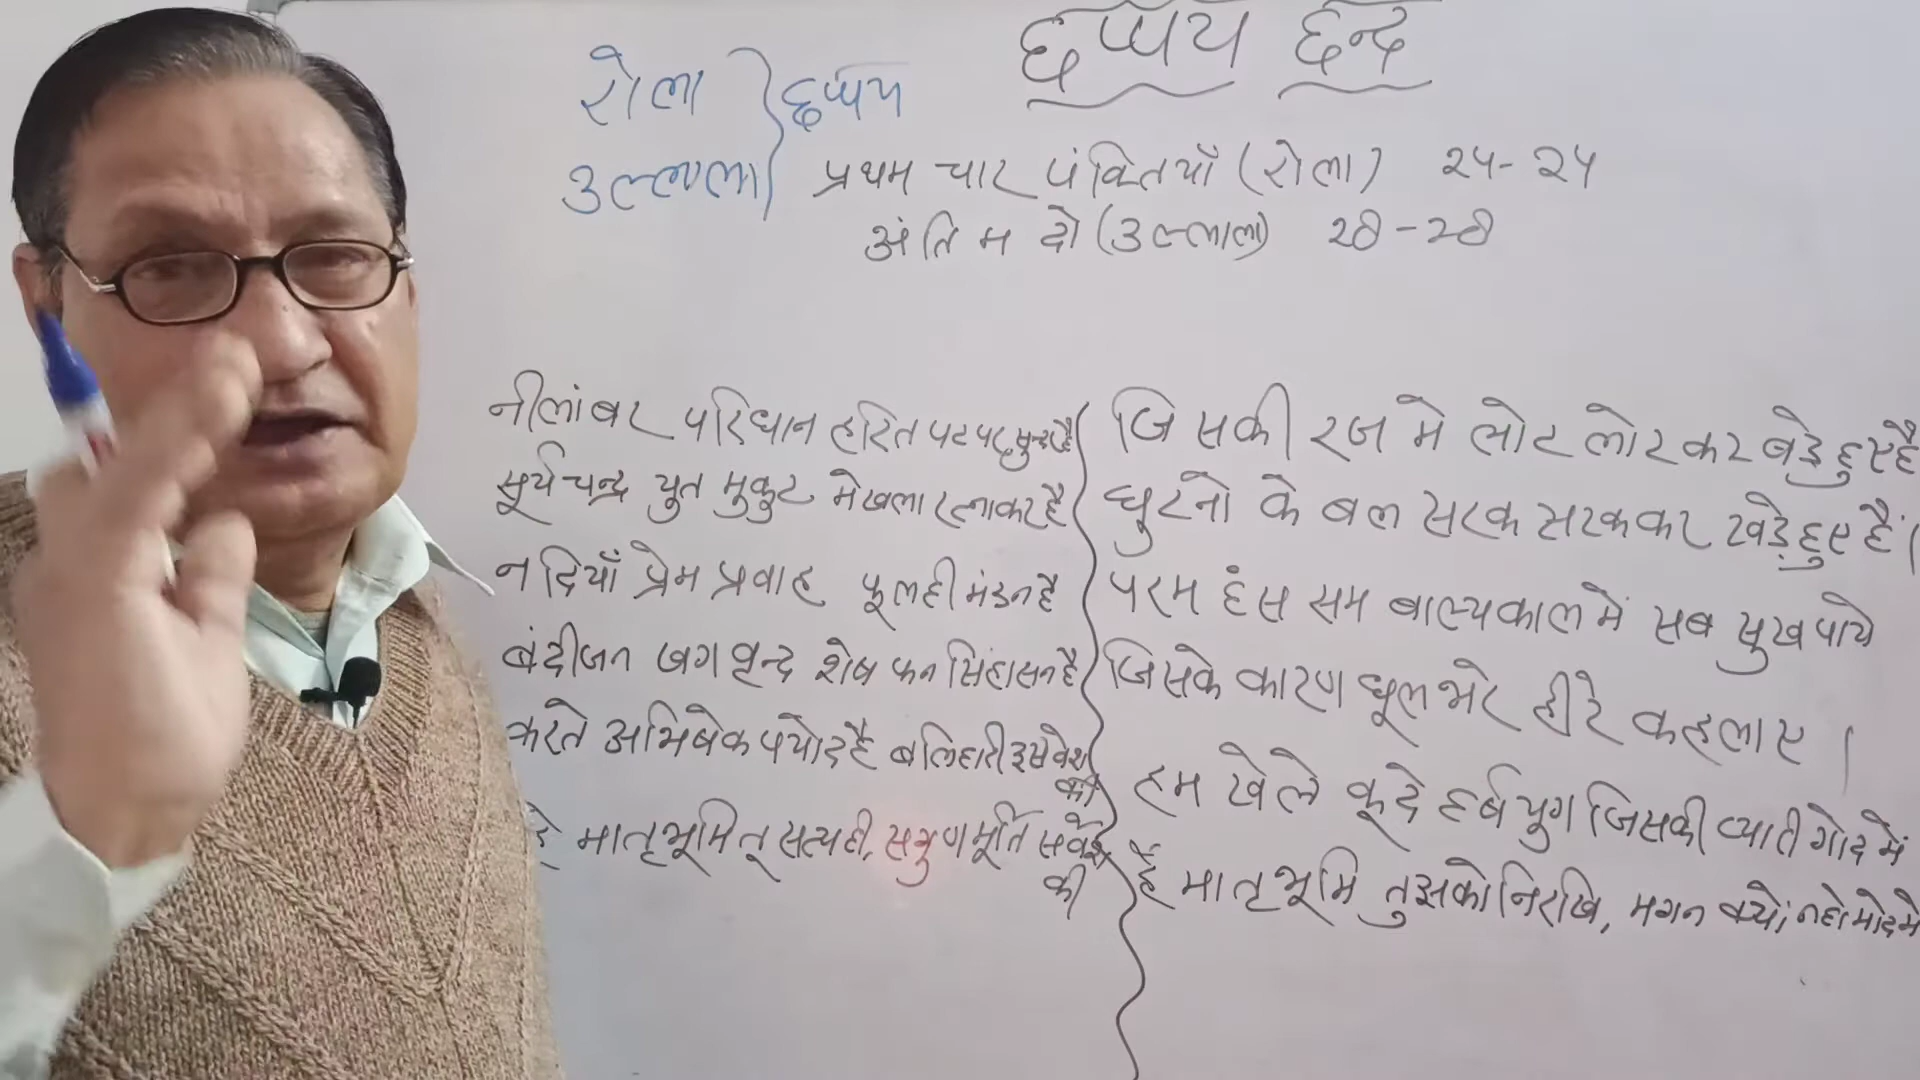 छप्पय छन्द
रोला } छप्पय
उल्लाला
प्रथम चार पंक्तियाँ (रोला) २४-२४
अंतिम दो (उल्लाला) २८-२८
नीलांबर परिधान हरित पट पर सुन्दर है
सूर्य चन्द्र युत मुकुट मेखला रत्नाकर है
नदियाँ प्रेम प्रवाह फूल ही मंडन है
बंदीजन खग वृन्द शेष फन सिंहासन है
करते अभिषेक पयोद है बलिहारी इस वेश
की
हे मातृभूमि तू सत्य ही, सगुण मूर्ति सर्वेश
की
जिसकी रज मे लोट लोट कर बड़े हुए है
घुटनो के बल सरक सरक कर खड़े हुए हैं।
परम हंस सम बाल्यकाल में सब सुख पाये
जिसके कारण धूल भरे हीरे कहलाए ।
हम खेले कूदे हर्ष युग जिसकी प्यारी गोद में
हे मातृभूमि तुझको निरखि, मगन क्यों न हो मोद मे